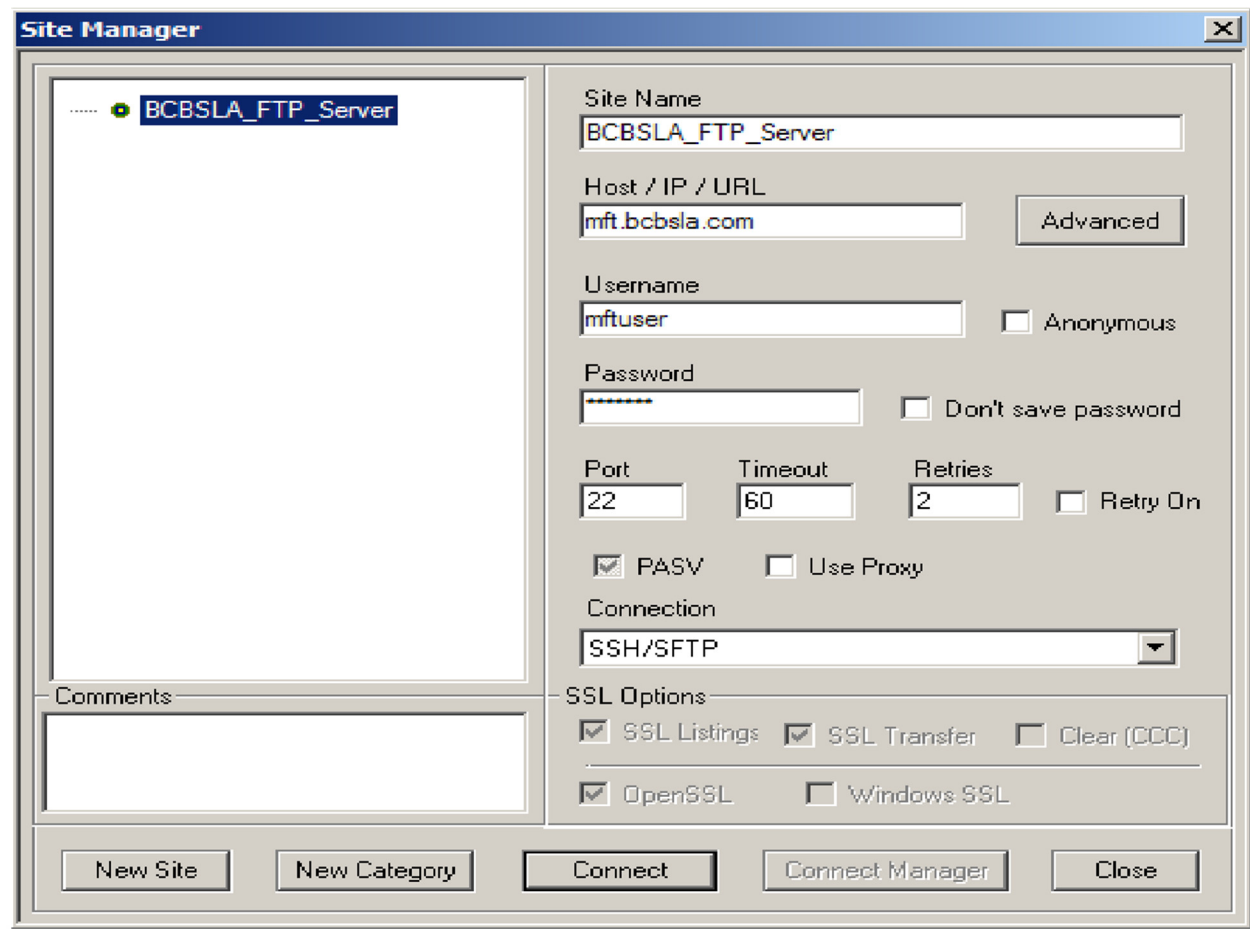 Site Manager
BCBSLA_FTP_Server
Site Name
BCBSLA_FTP_Server
Host / IP / URL
mft.bcbsla.com
Advanced
Username
mftuser
Anonymous
Password
*******
Don't save password
Port Timeout Retries
22 60 2 Retry On
PASV Use Proxy
Connection
SSH/SFTP
Comments
SSL Options
SSL Listings SSL Transfer Clear (CCC)
OpenSSL Windows SSL
New Site New Category Connect Connect Manager Close